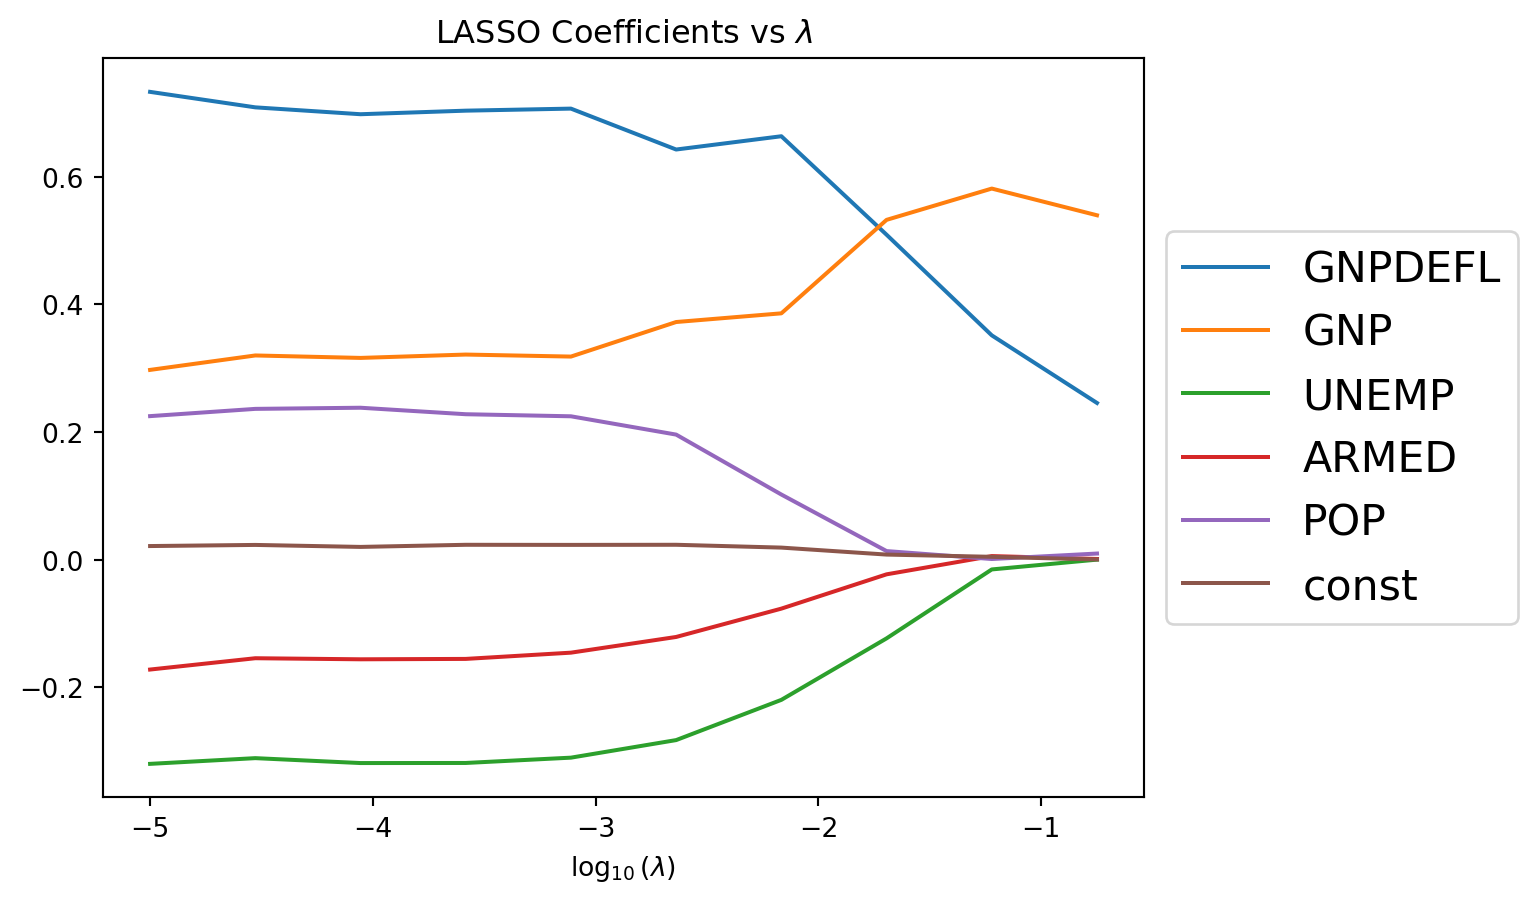 LASSO Coefficients vs λ
0.6
0.4
0.2
0.0
−0.2
−5 −4 −3 −2 −1
log₁₀(λ)
GNPDEFL
GNP
UNEMP
ARMED
POP
const